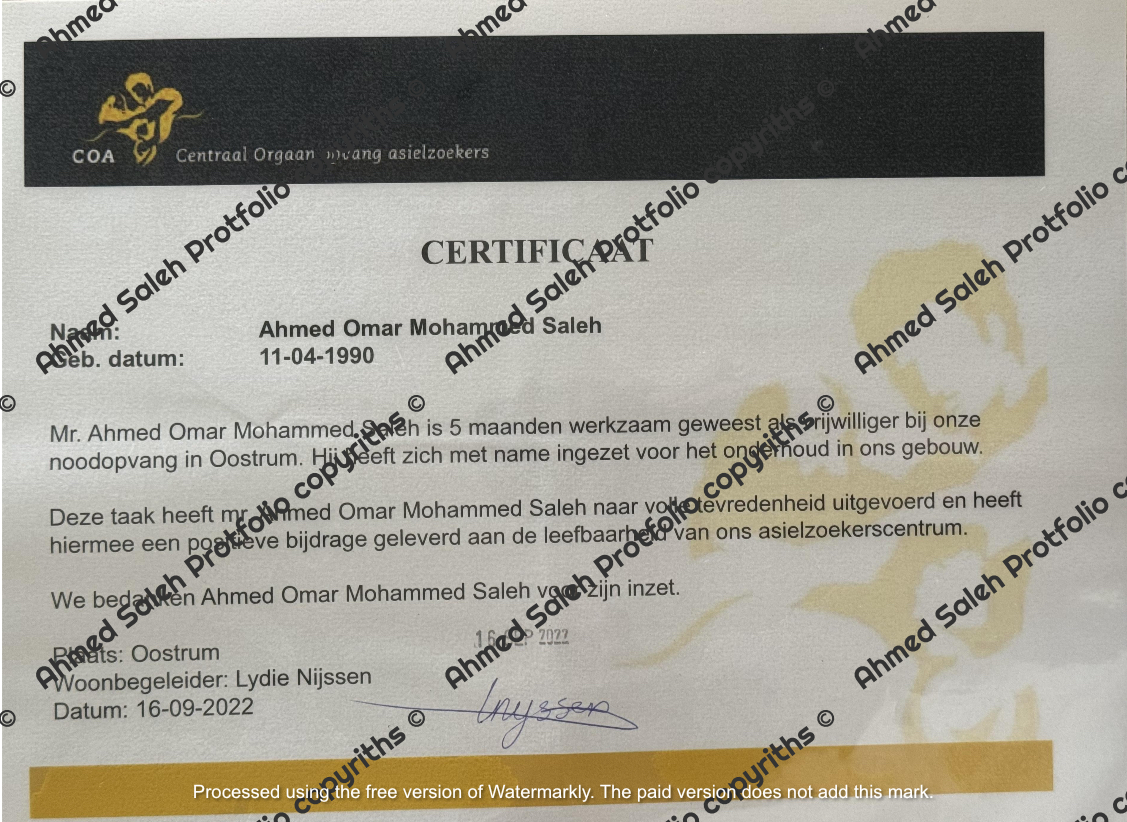 COA Centraal Orgaan opvang asielzoekers
CERTIFICAAT
Naam: Ahmed Omar Mohammed Saleh
Geb. datum: 11-04-1990
Mr. Ahmed Omar Mohammed Saleh is 5 maanden werkzaam geweest als vrijwilliger bij onze
noodopvang in Oostrum. Hij heeft zich met name ingezet voor het onderhoud in ons gebouw.
Deze taak heeft mr. Ahmed Omar Mohammed Saleh naar volle tevredenheid uitgevoerd en heeft
hiermee een positieve bijdrage geleverd aan de leefbaarheid van ons asielzoekerscentrum.
We bedanken Ahmed Omar Mohammed Saleh voor zijn inzet.
16 SEP 2022
Plaats: Oostrum
Woonbegeleider: Lydie Nijssen
Datum: 16-09-2022
Processed using the free version of Watermarkly. The paid version does not add this mark.
Ahmed Saleh Protfolio copyriths ©